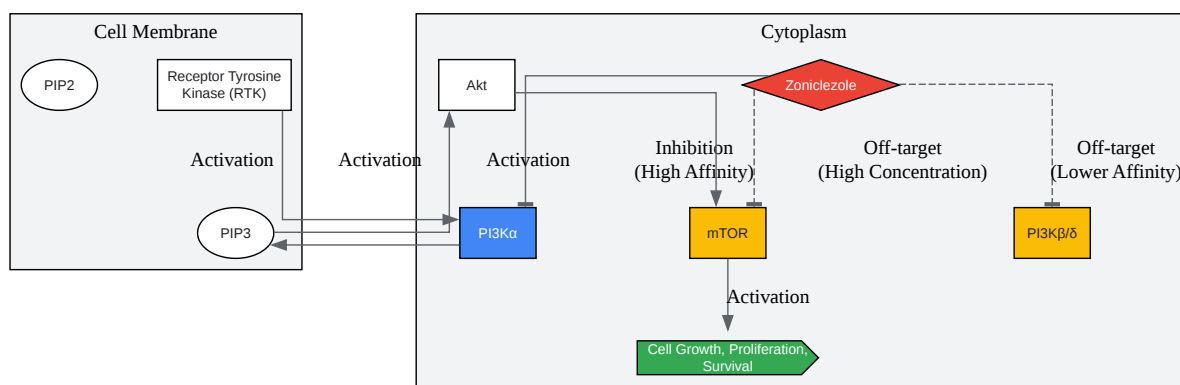 Cell Membrane
Cytoplasm
PIP2
Receptor Tyrosine
Kinase (RTK)
Akt
Zoniclezole
Activation
Activation
Activation
Inhibition
(High Affinity)
Off-target
(High Concentration)
Off-target
(Lower Affinity)
PIP3
PI3Kα
mTOR
PI3Kβ/δ
Activation
Cell Growth, Proliferation,
Survival